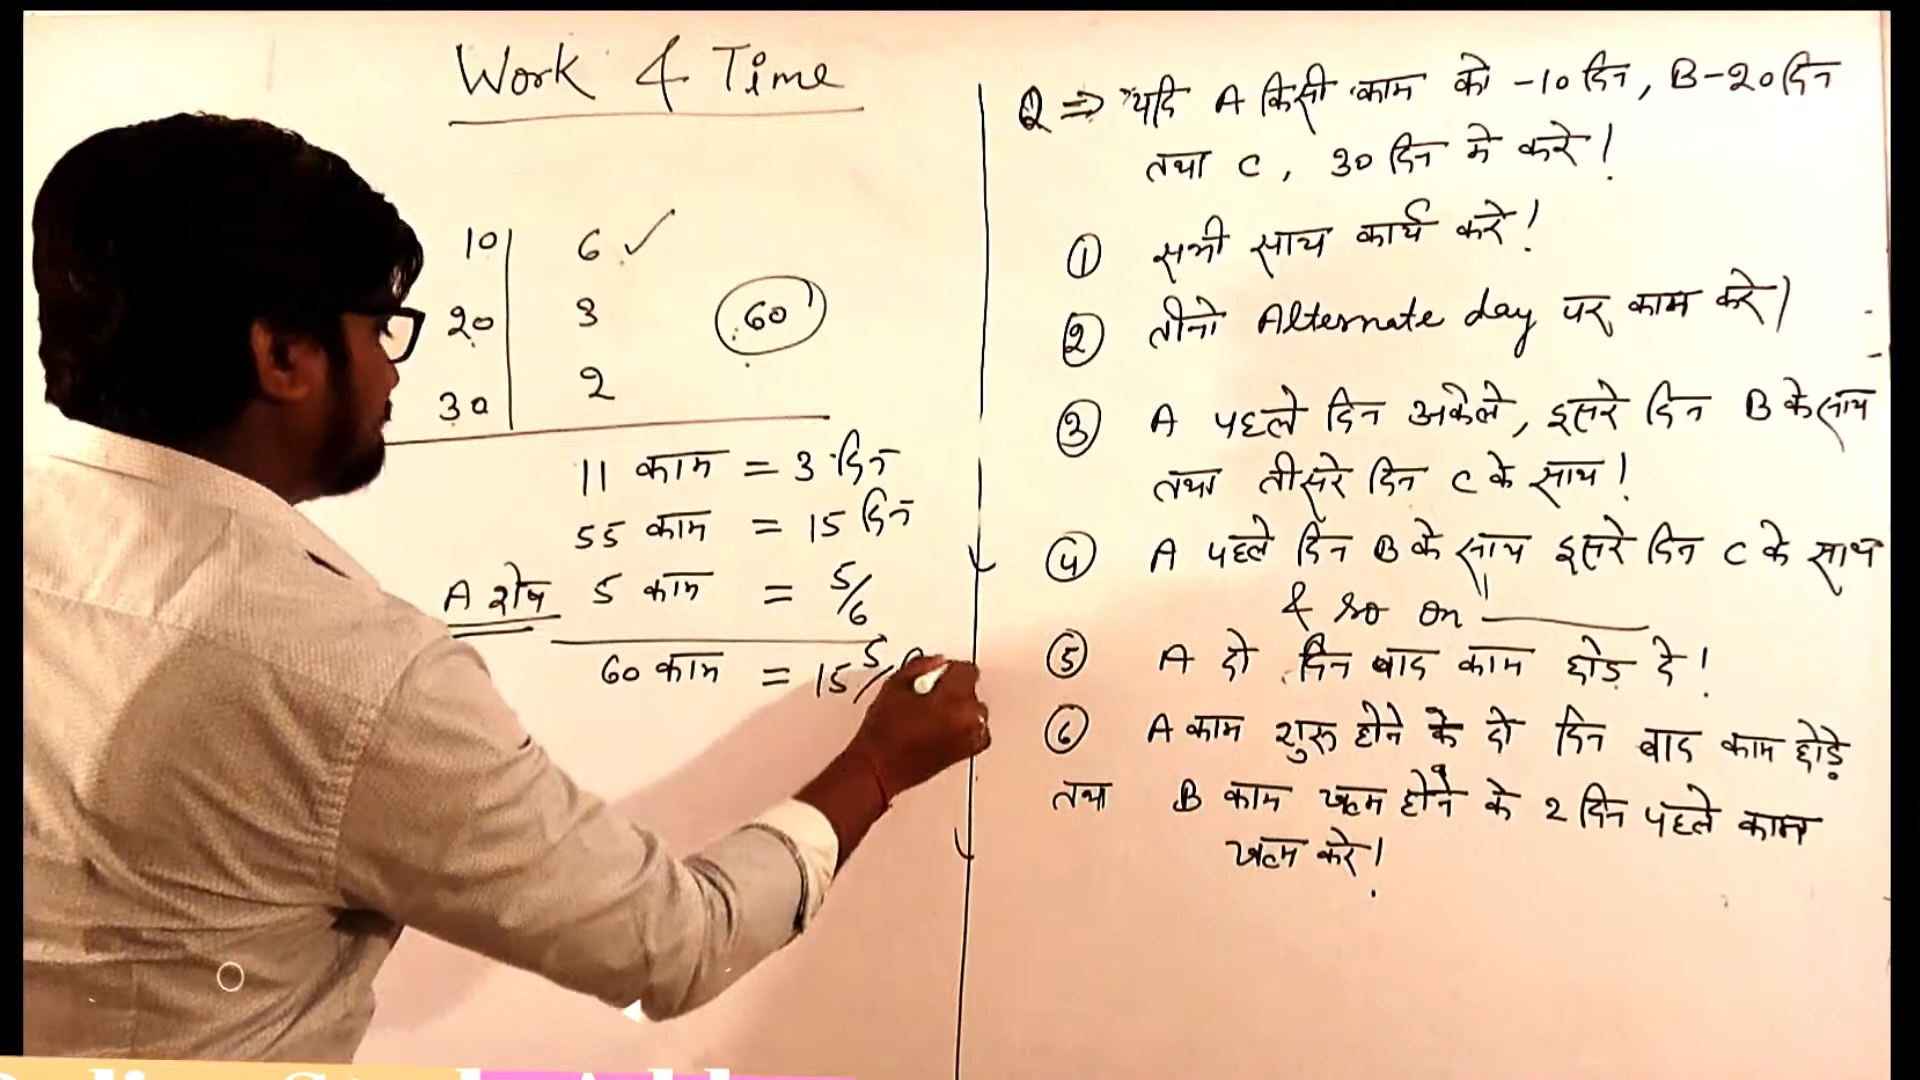 Work & Time
10 6 ✓
20 3 60
30 2
11 काम = 3 दिन
55 काम = 15 दिन
A शेष 5 काम = 5/6
60 काम = 15 5/
Q ⇒ यदि A किसी काम को - 10 दिन, B - 20 दिन
तथा C, 30 दिन मे करे!
① सभी साथ कार्य करे!
② तीनो Alternate day पर काम करे!
③ A पहले दिन अकेले, दूसरे दिन B के साथ
तथा तीसरे दिन C के साथ!
④ A पहले दिन B के साथ दूसरे दिन C के साथ
& so on
⑤ A दो दिन बाद काम छोड़ दे!
⑥ A काम शुरू होने के दो दिन बाद काम छोड़े
तथा B काम खत्म होने के 2 दिन पहले काम
खत्म करे!